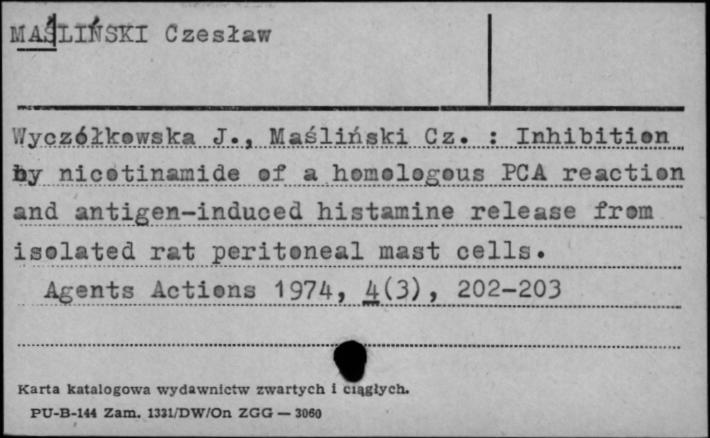 MAŚLIŃSKI Czesław
Wyczółkowska J., Maśliński Cz. : Inhibition
by nicotinamide of a homologous PCA reaction
and antigen-induced histamine release from
isolated rat peritoneal mast cells.
Agents Actions 1974, 4(3), 202-203
Karta katalogowa wydawnictw zwartych i ciągłych.
PU-B-144 Zam. 1331/DW/On ZGG — 3060